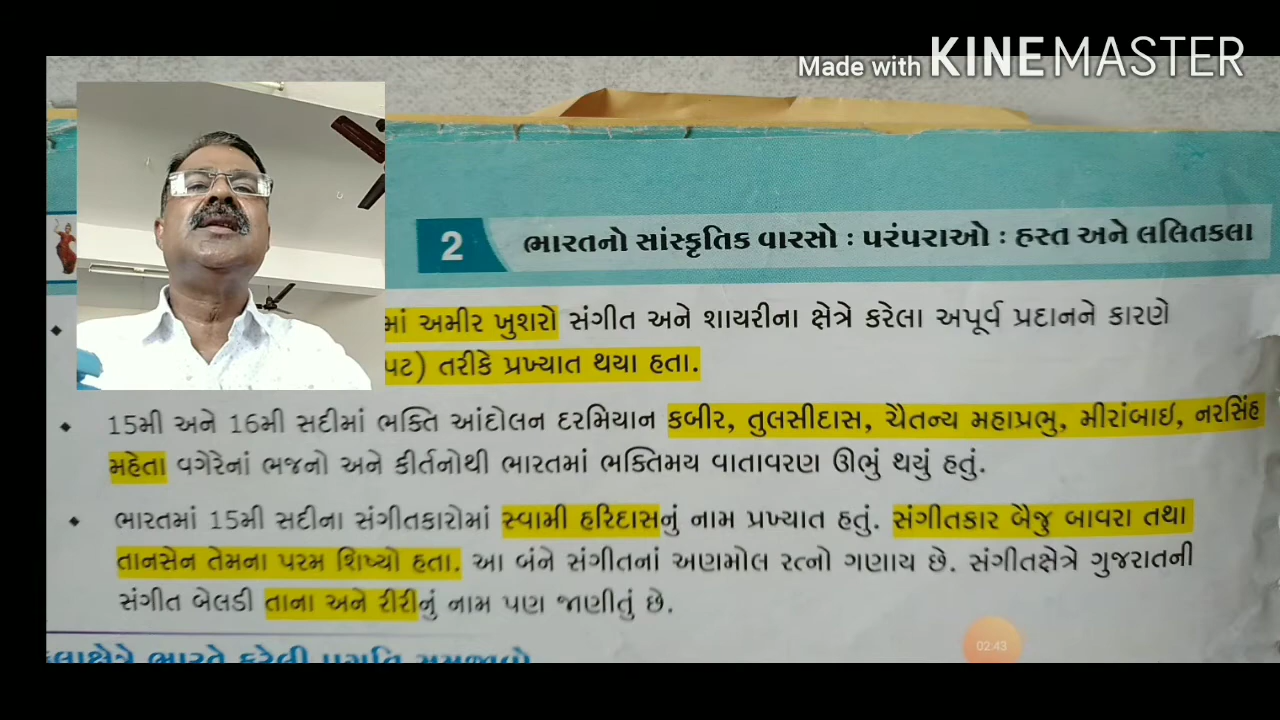 Made with KINEMASTER
2 ભારતનો સાંસ્કૃતિક વારસો : પરંપરાઓ : હસ્ત અને લલિતકલા
માં અમીર ખુશરો સંગીત અને શાયરીના ક્ષેત્રે કરેલા અપૂર્વ પ્રદાનને કારણે
પટ) તરીકે પ્રખ્યાત થયા હતા.
15મી અને 16મી સદીમાં ભક્તિ આંદોલન દરમિયાન કબીર, તુલસીદાસ, ચૈતન્ય મહાપ્રભુ, મીરાંબાઈ, નરસિંહ
મહેતા વગેરેનાં ભજનો અને કીર્તનોથી ભારતમાં ભક્તિમય વાતાવરણ ઊભું થયું હતું.
ભારતમાં 15મી સદીના સંગીતકારોમાં સ્વામી હરિદાસનું નામ પ્રખ્યાત હતું. સંગીતકાર બૈજુ બાવરા તથા
તાનસેન તેમના પરમ શિષ્યો હતા. આ બંને સંગીતનાં અણમોલ રત્નો ગણાય છે. સંગીતક્ષેત્રે ગુજરાતની
સંગીત બેલડી તાના અને રીરીનું નામ પણ જાણીતું છે.
02:43